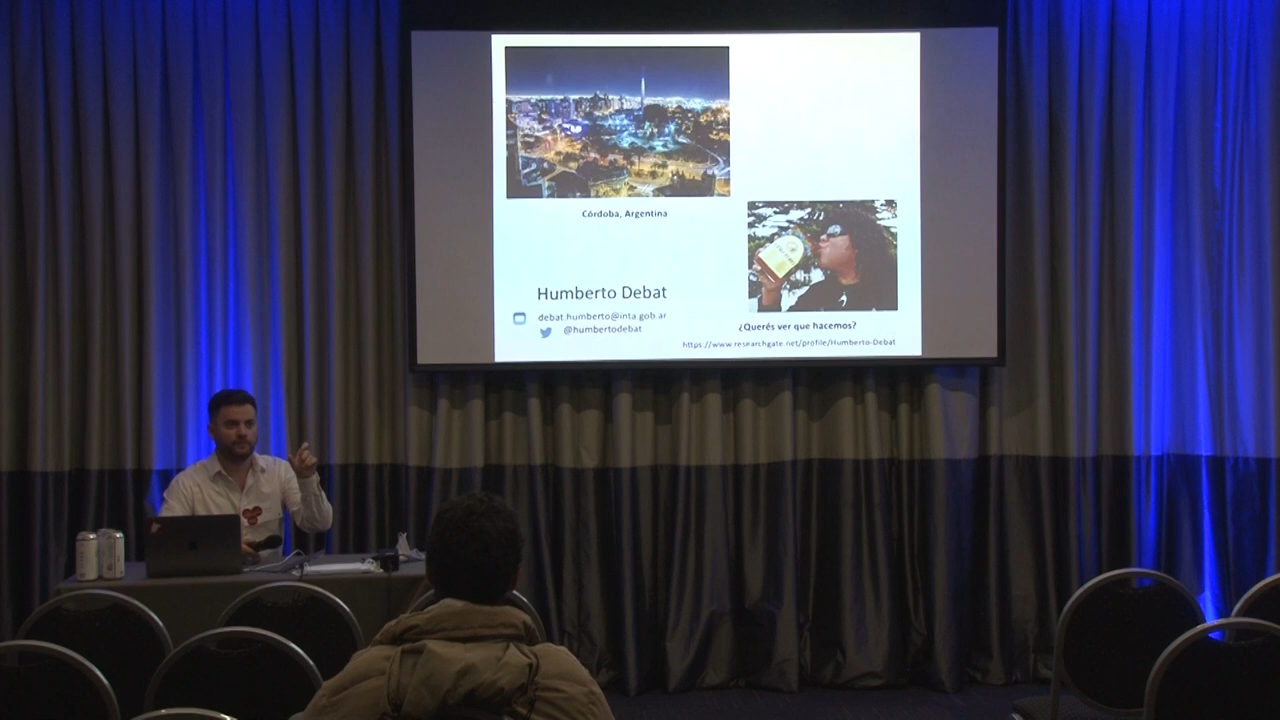 Córdoba, Argentina
Humberto Debat
debat.humberto@inta.gob.ar
@humbertodebat
¿Querés ver que hacemos?
https://www.researchgate.net/profile/Humberto-Debat